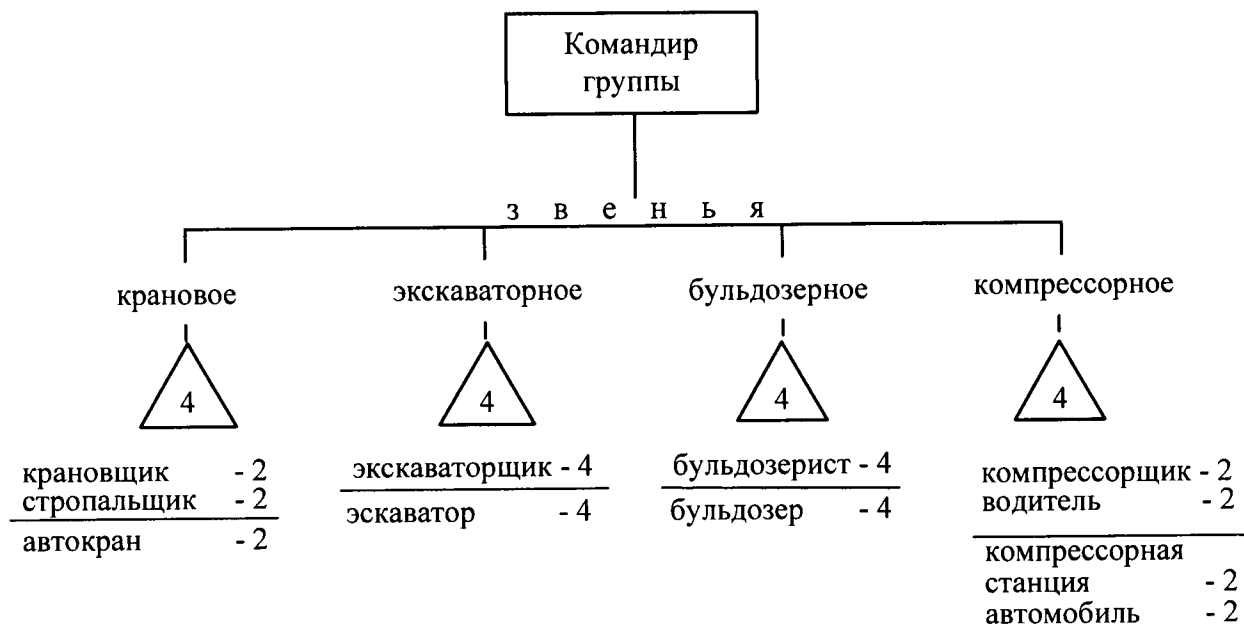 Командир
группы
з в е н ь я
крановое
экскаваторное
бульдозерное
компрессорное
4
4
4
4
крановщик - 2
стропальщик - 2
автокран - 2
экскаваторщик - 4
эскаватор - 4
бульдозерист - 4
бульдозер - 4
компрессорщик - 2
водитель - 2
компрессорная
станция - 2
автомобиль - 2